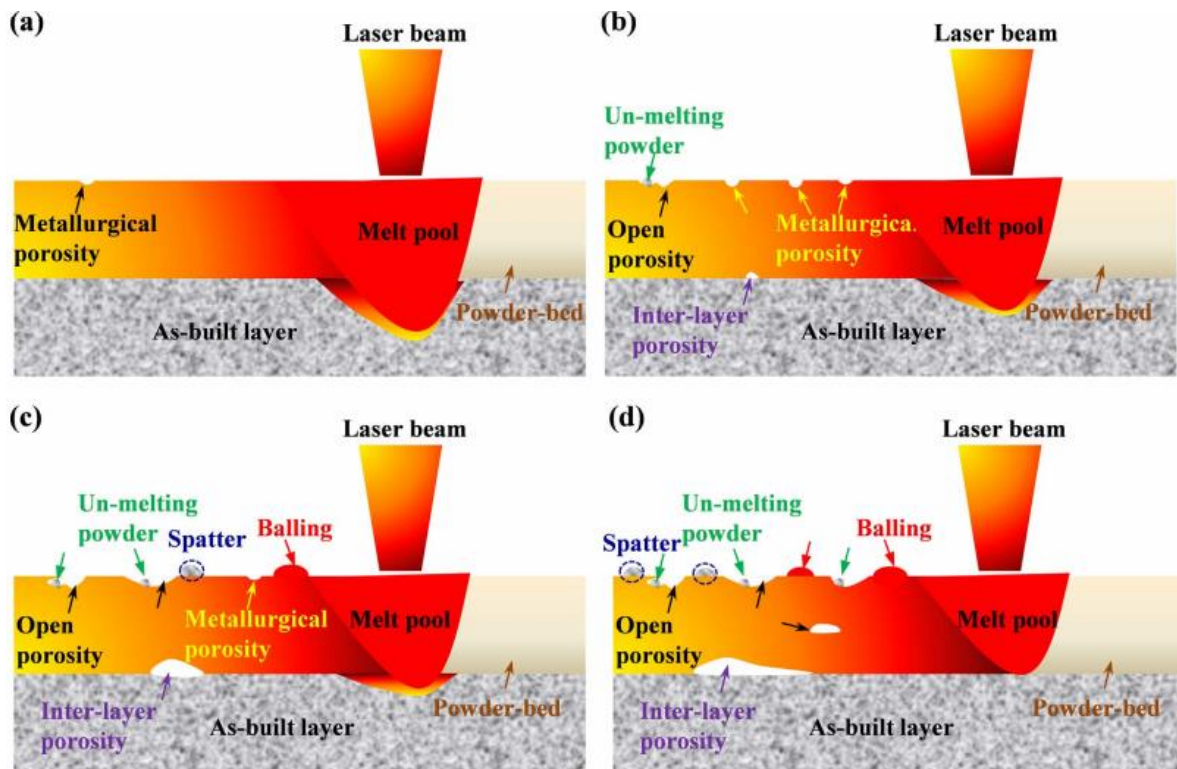 (a)
Laser beam
Metallurgical
porosity
Melt pool
Powder-bed
As-built layer
(b)
Laser beam
Un-melting
powder
Open
porosity
Metallurgica.
porosity
Melt pool
Inter-layer
porosity
Powder-bed
As-built layer
(c)
Laser beam
Un-melting
powder
Spatter
Balling
Open
porosity
Metallurgical
porosity
Melt pool
Inter-layer
porosity
Powder-bed
As-built layer
(d)
Laser beam
Un-melting
powder
Spatter
Balling
Open
porosity
Melt pool
Inter-layer
porosity
Powder-bed
As-built layer